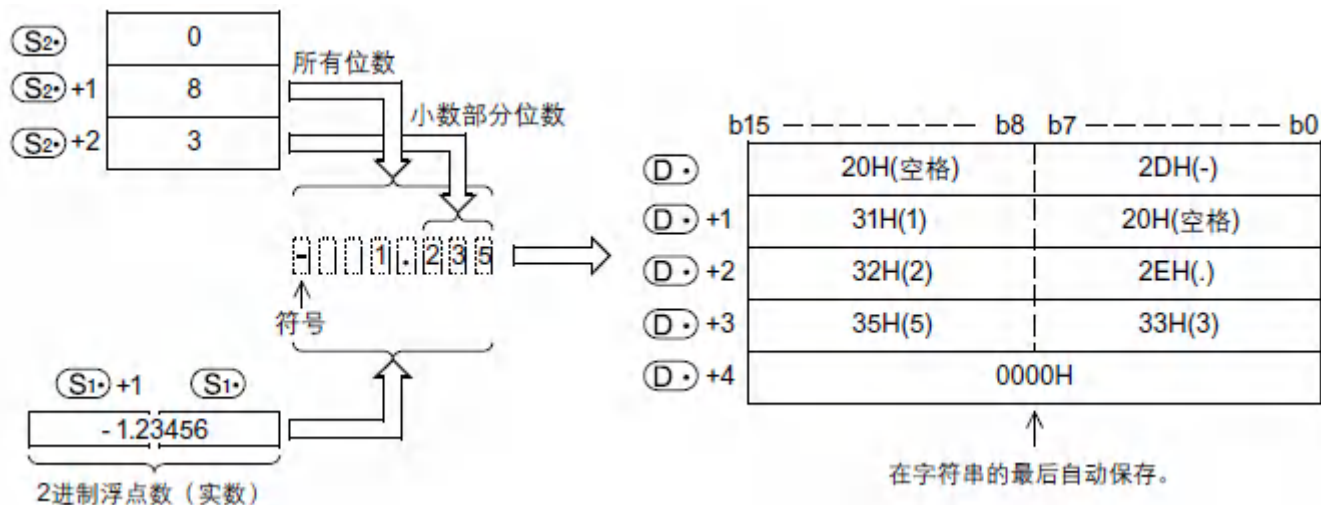 S2· 0
S2· +1 8
S2· +2 3
所有位数
小数部分位数
- 1 . 2 3 5
符号
S1· +1 S1·
- 1.23456
2进制浮点数(实数)
b15 b8 b7 b0
D · 20H(空格) 2DH(-)
D · +1 31H(1) 20H(空格)
D · +2 32H(2) 2EH(.)
D · +3 35H(5) 33H(3)
D · +4 0000H
在字符串的最后自动保存。